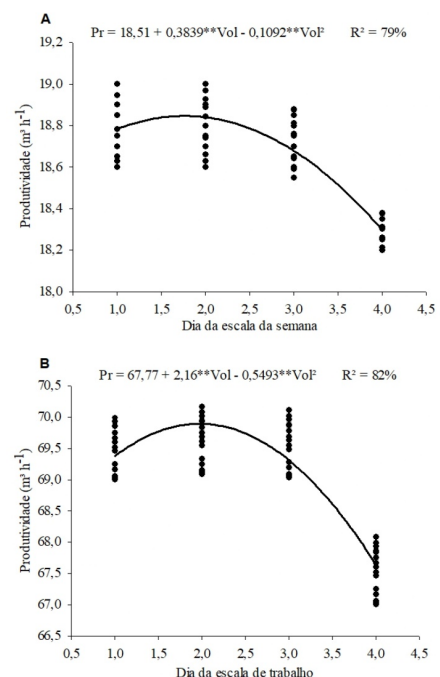 A
Pr = 18,51 + 0,3839**Vol - 0,1092**Vol² R² = 79%
19,2
19,0
18,8
18,6
18,4
18,2
18,0
Produtividade (m³ h⁻¹)
0,5 1,0 1,5 2,0 2,5 3,0 3,5 4,0 4,5
Dia da escala da semana
B
Pr = 67,77 + 2,16**Vol - 0,5493**Vol² R² = 82%
70,5
70,0
69,5
69,0
68,5
68,0
67,5
67,0
66,5
Produtividade (m³ h⁻¹)
0,5 1,0 1,5 2,0 2,5 3,0 3,5 4,0 4,5
Dia da escala de trabalho